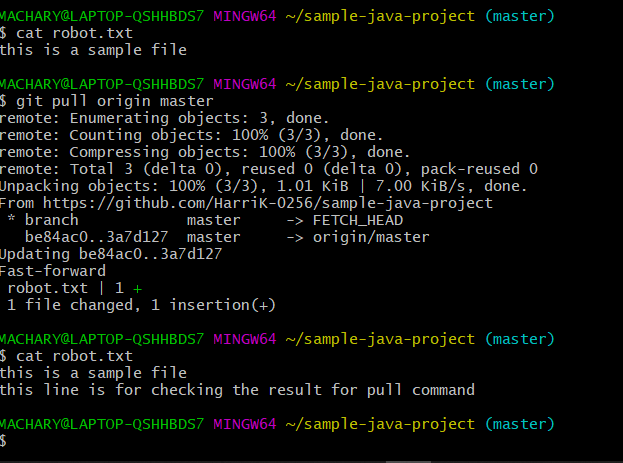 MACHARY@LAPTOP-QSHHBDS7 MINGW64 ~/sample-java-project (master)
$ cat robot.txt
this is a sample file
MACHARY@LAPTOP-QSHHBDS7 MINGW64 ~/sample-java-project (master)
$ git pull origin master
remote: Enumerating objects: 3, done.
remote: Counting objects: 100% (3/3), done.
remote: Compressing objects: 100% (3/3), done.
remote: Total 3 (delta 0), reused 0 (delta 0), pack-reused 0
Unpacking objects: 100% (3/3), 1.01 KiB | 7.00 KiB/s, done.
From https://github.com/HarriK-0256/sample-java-project
 * branch            master     -> FETCH_HEAD
   be84ac0..3a7d127  master     -> origin/master
Updating be84ac0..3a7d127
Fast-forward
 robot.txt | 1 +
 1 file changed, 1 insertion(+)
MACHARY@LAPTOP-QSHHBDS7 MINGW64 ~/sample-java-project (master)
$ cat robot.txt
this is a sample file
this line is for checking the result for pull command
MACHARY@LAPTOP-QSHHBDS7 MINGW64 ~/sample-java-project (master)
$